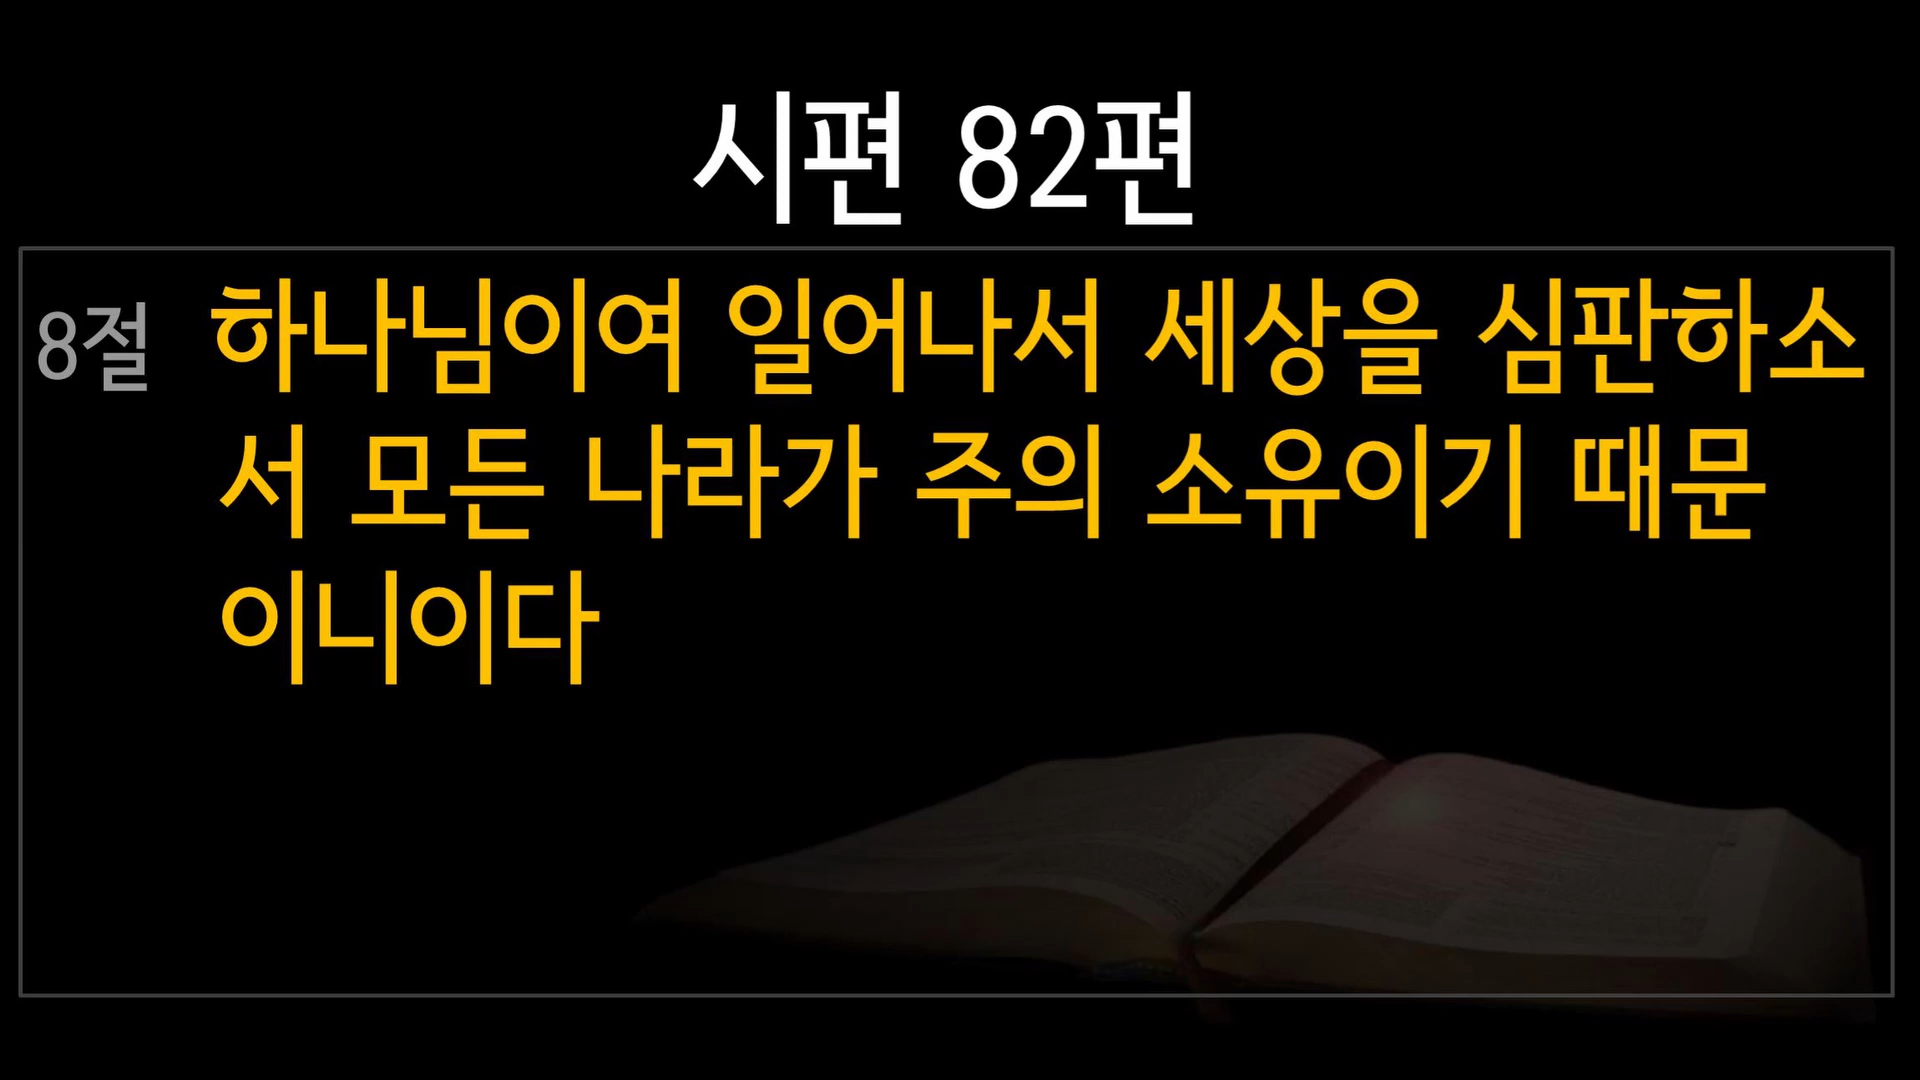 시편 82편
8절 하나님이여 일어나서 세상을 심판하소
서 모든 나라가 주의 소유이기 때문
이니이다